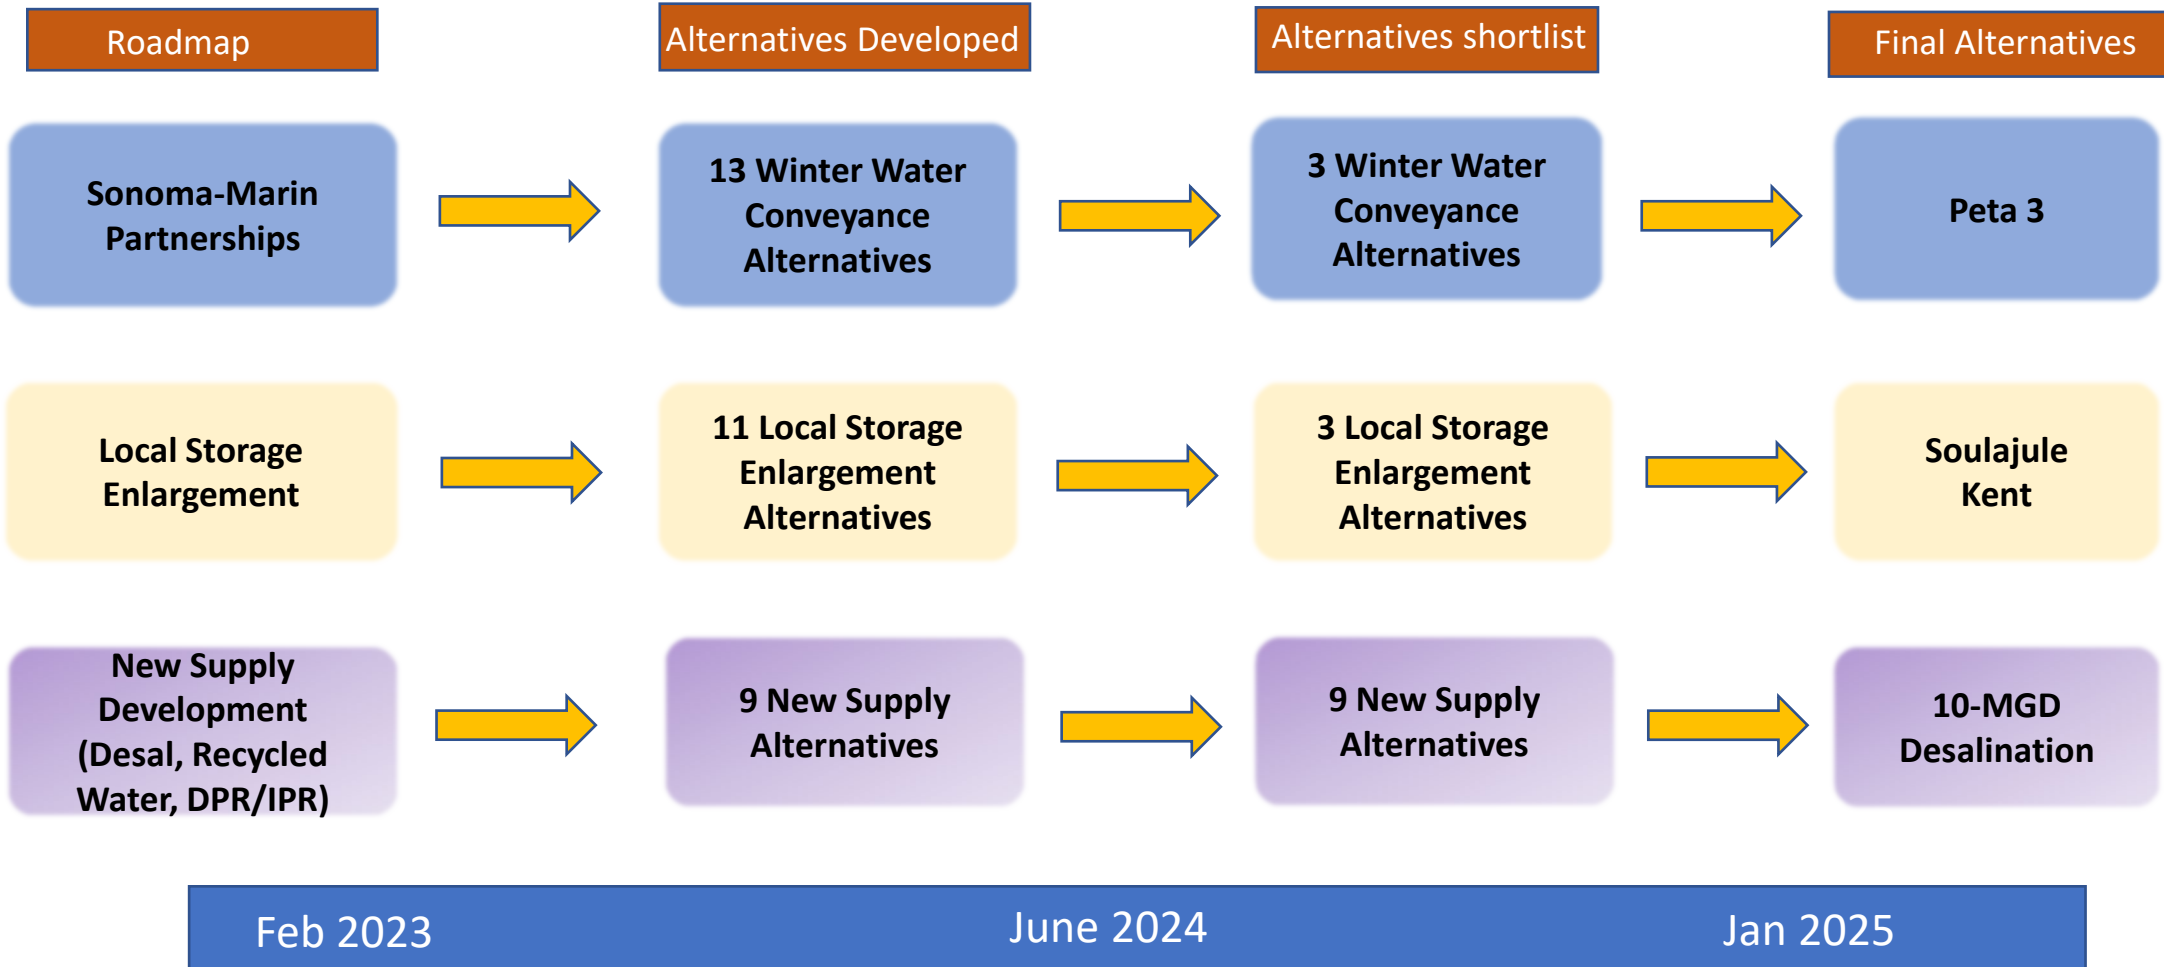 Roadmap
Alternatives Developed
Alternatives shortlist
Final Alternatives
Sonoma-Marin
Partnerships
13 Winter Water
Conveyance
Alternatives
3 Winter Water
Conveyance
Alternatives
Peta 3
Local Storage
Enlargement
11 Local Storage
Enlargement
Alternatives
3 Local Storage
Enlargement
Alternatives
Soulajule
Kent
New Supply
Development
(Desal, Recycled
Water, DPR/IPR)
9 New Supply
Alternatives
9 New Supply
Alternatives
10-MGD
Desalination
Feb 2023
June 2024
Jan 2025